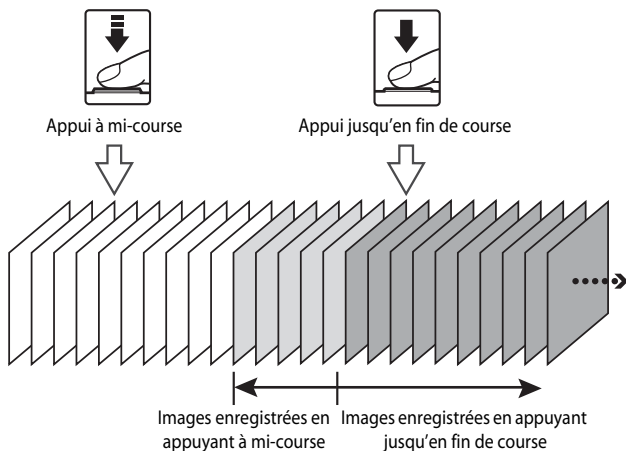 Appui à mi-course
Appui jusqu'en fin de course
Images enregistrées en
appuyant à mi-course
Images enregistrées en appuyant
jusqu'en fin de course